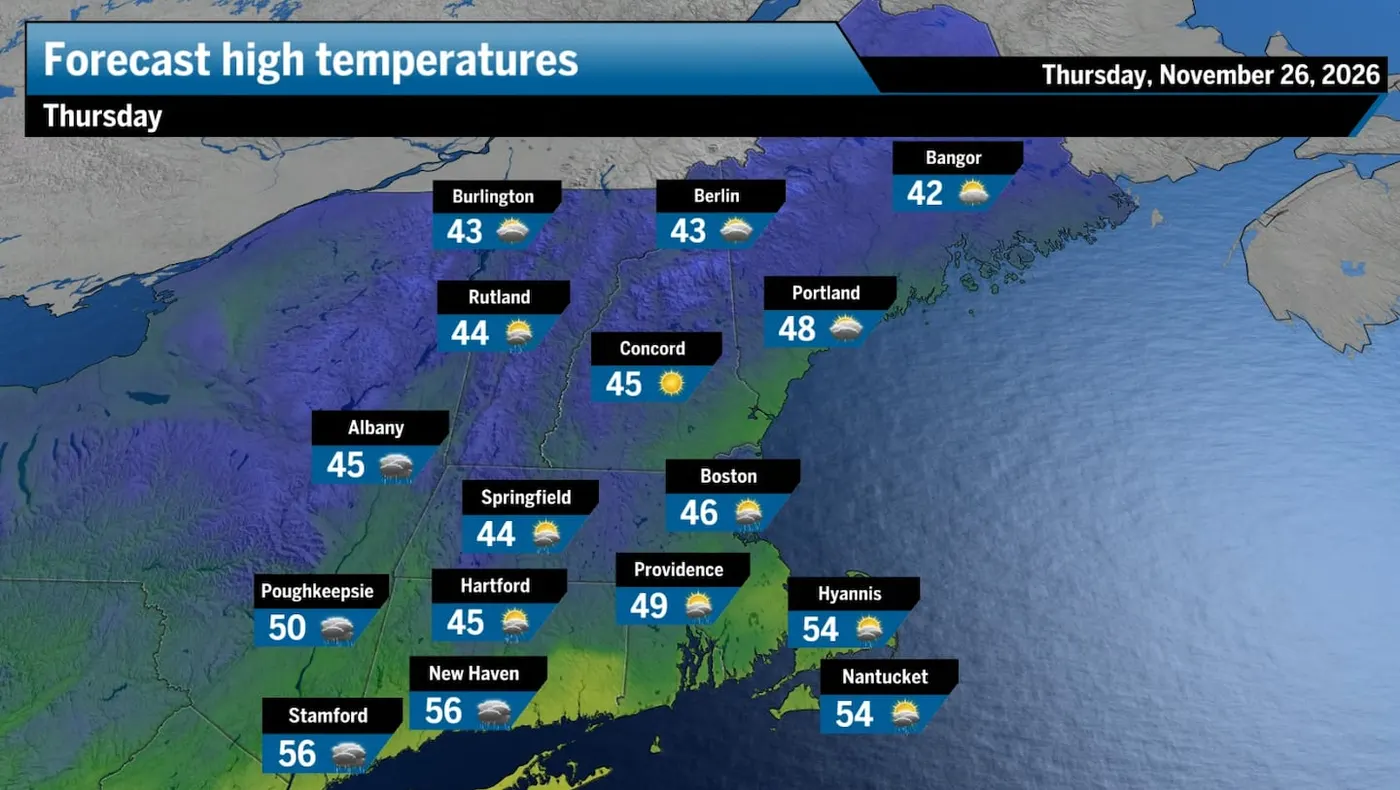 Forecast high temperatures
Thursday, November 26, 2026
Thursday
Bangor
42
Burlington
43
Berlin
43
Rutland
44
Portland
48
Concord
45
Albany
45
Boston
46
Springfield
44
Providence
49
Hartford
45
Poughkeepsie
50
Hyannis
54
New Haven
56
Nantucket
54
Stamford
56